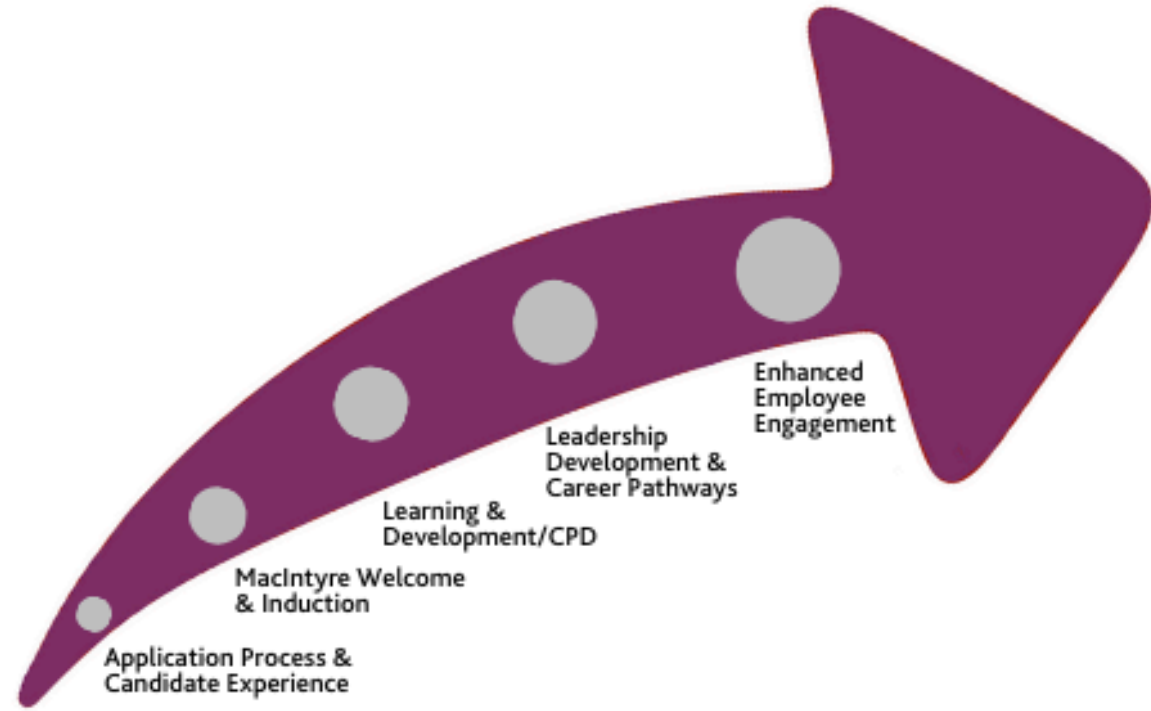 Enhanced
Employee
Engagement
Leadership
Development &
Career Pathways
Learning &
Development/CPD
MacIntyre Welcome
& Induction
Application Process &
Candidate Experience